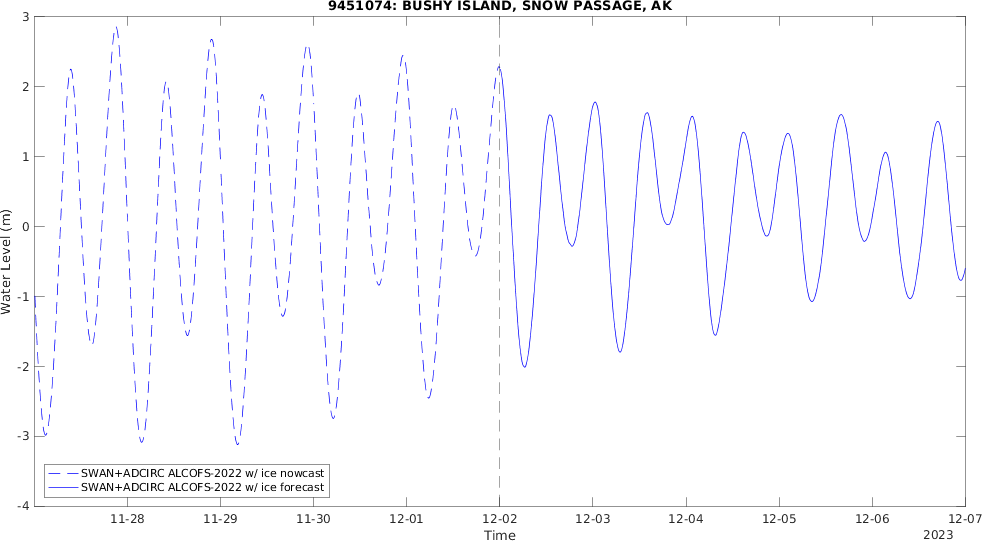 9451074: BUSHY ISLAND, SNOW PASSAGE, AK
3
2
1
0
-1
-2
-3
-4
Water Level (m)
SWAN+ADCIRC ALCOFS-2022 w/ ice nowcast
SWAN+ADCIRC ALCOFS-2022 w/ ice forecast
11-28 11-29 11-30 12-01 12-02 12-03 12-04 12-05 12-06 12-07
Time
2023